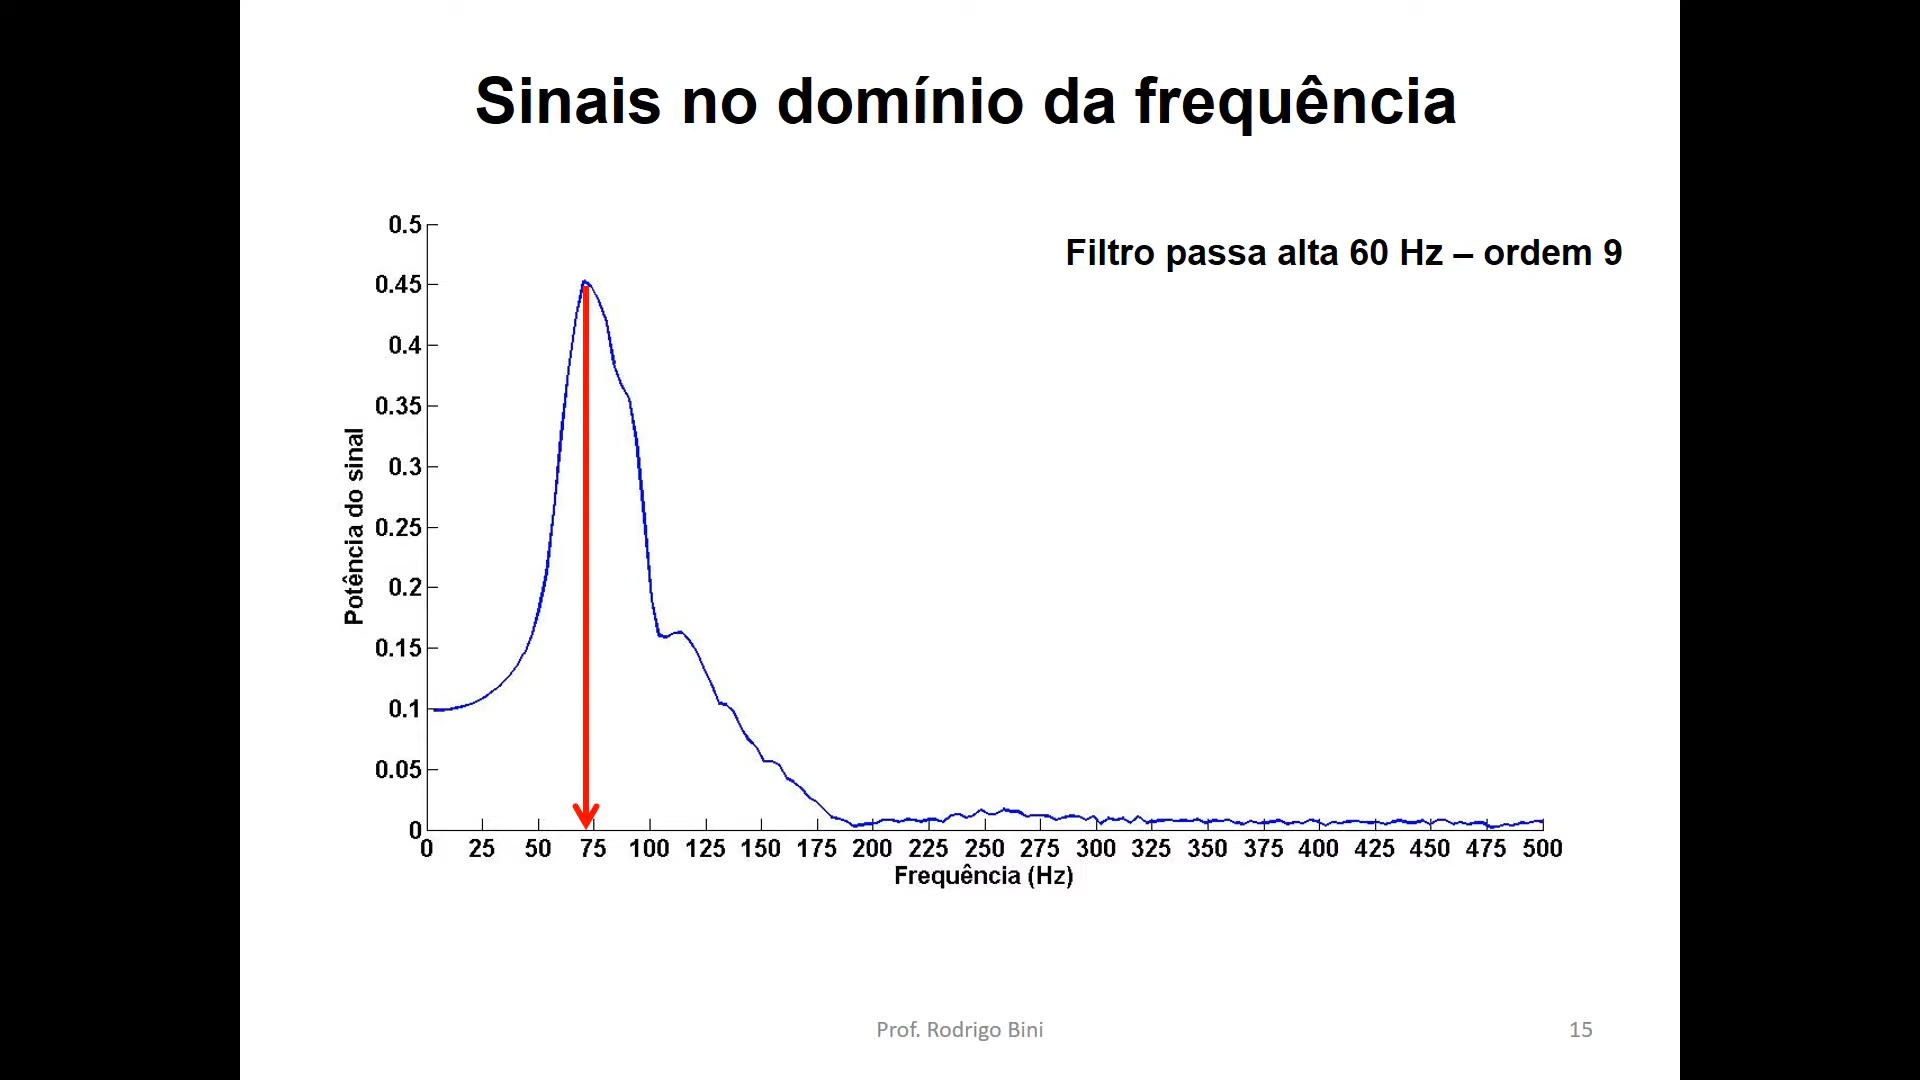 Sinais no domínio da frequência
Filtro passa alta 60 Hz – ordem 9
Potência do sinal
0.5
0.45
0.4
0.35
0.3
0.25
0.2
0.15
0.1
0.05
0
0 25 50 75 100 125 150 175 200 225 250 275 300 325 350 375 400 425 450 475 500
Frequência (Hz)
Prof. Rodrigo Bini
15